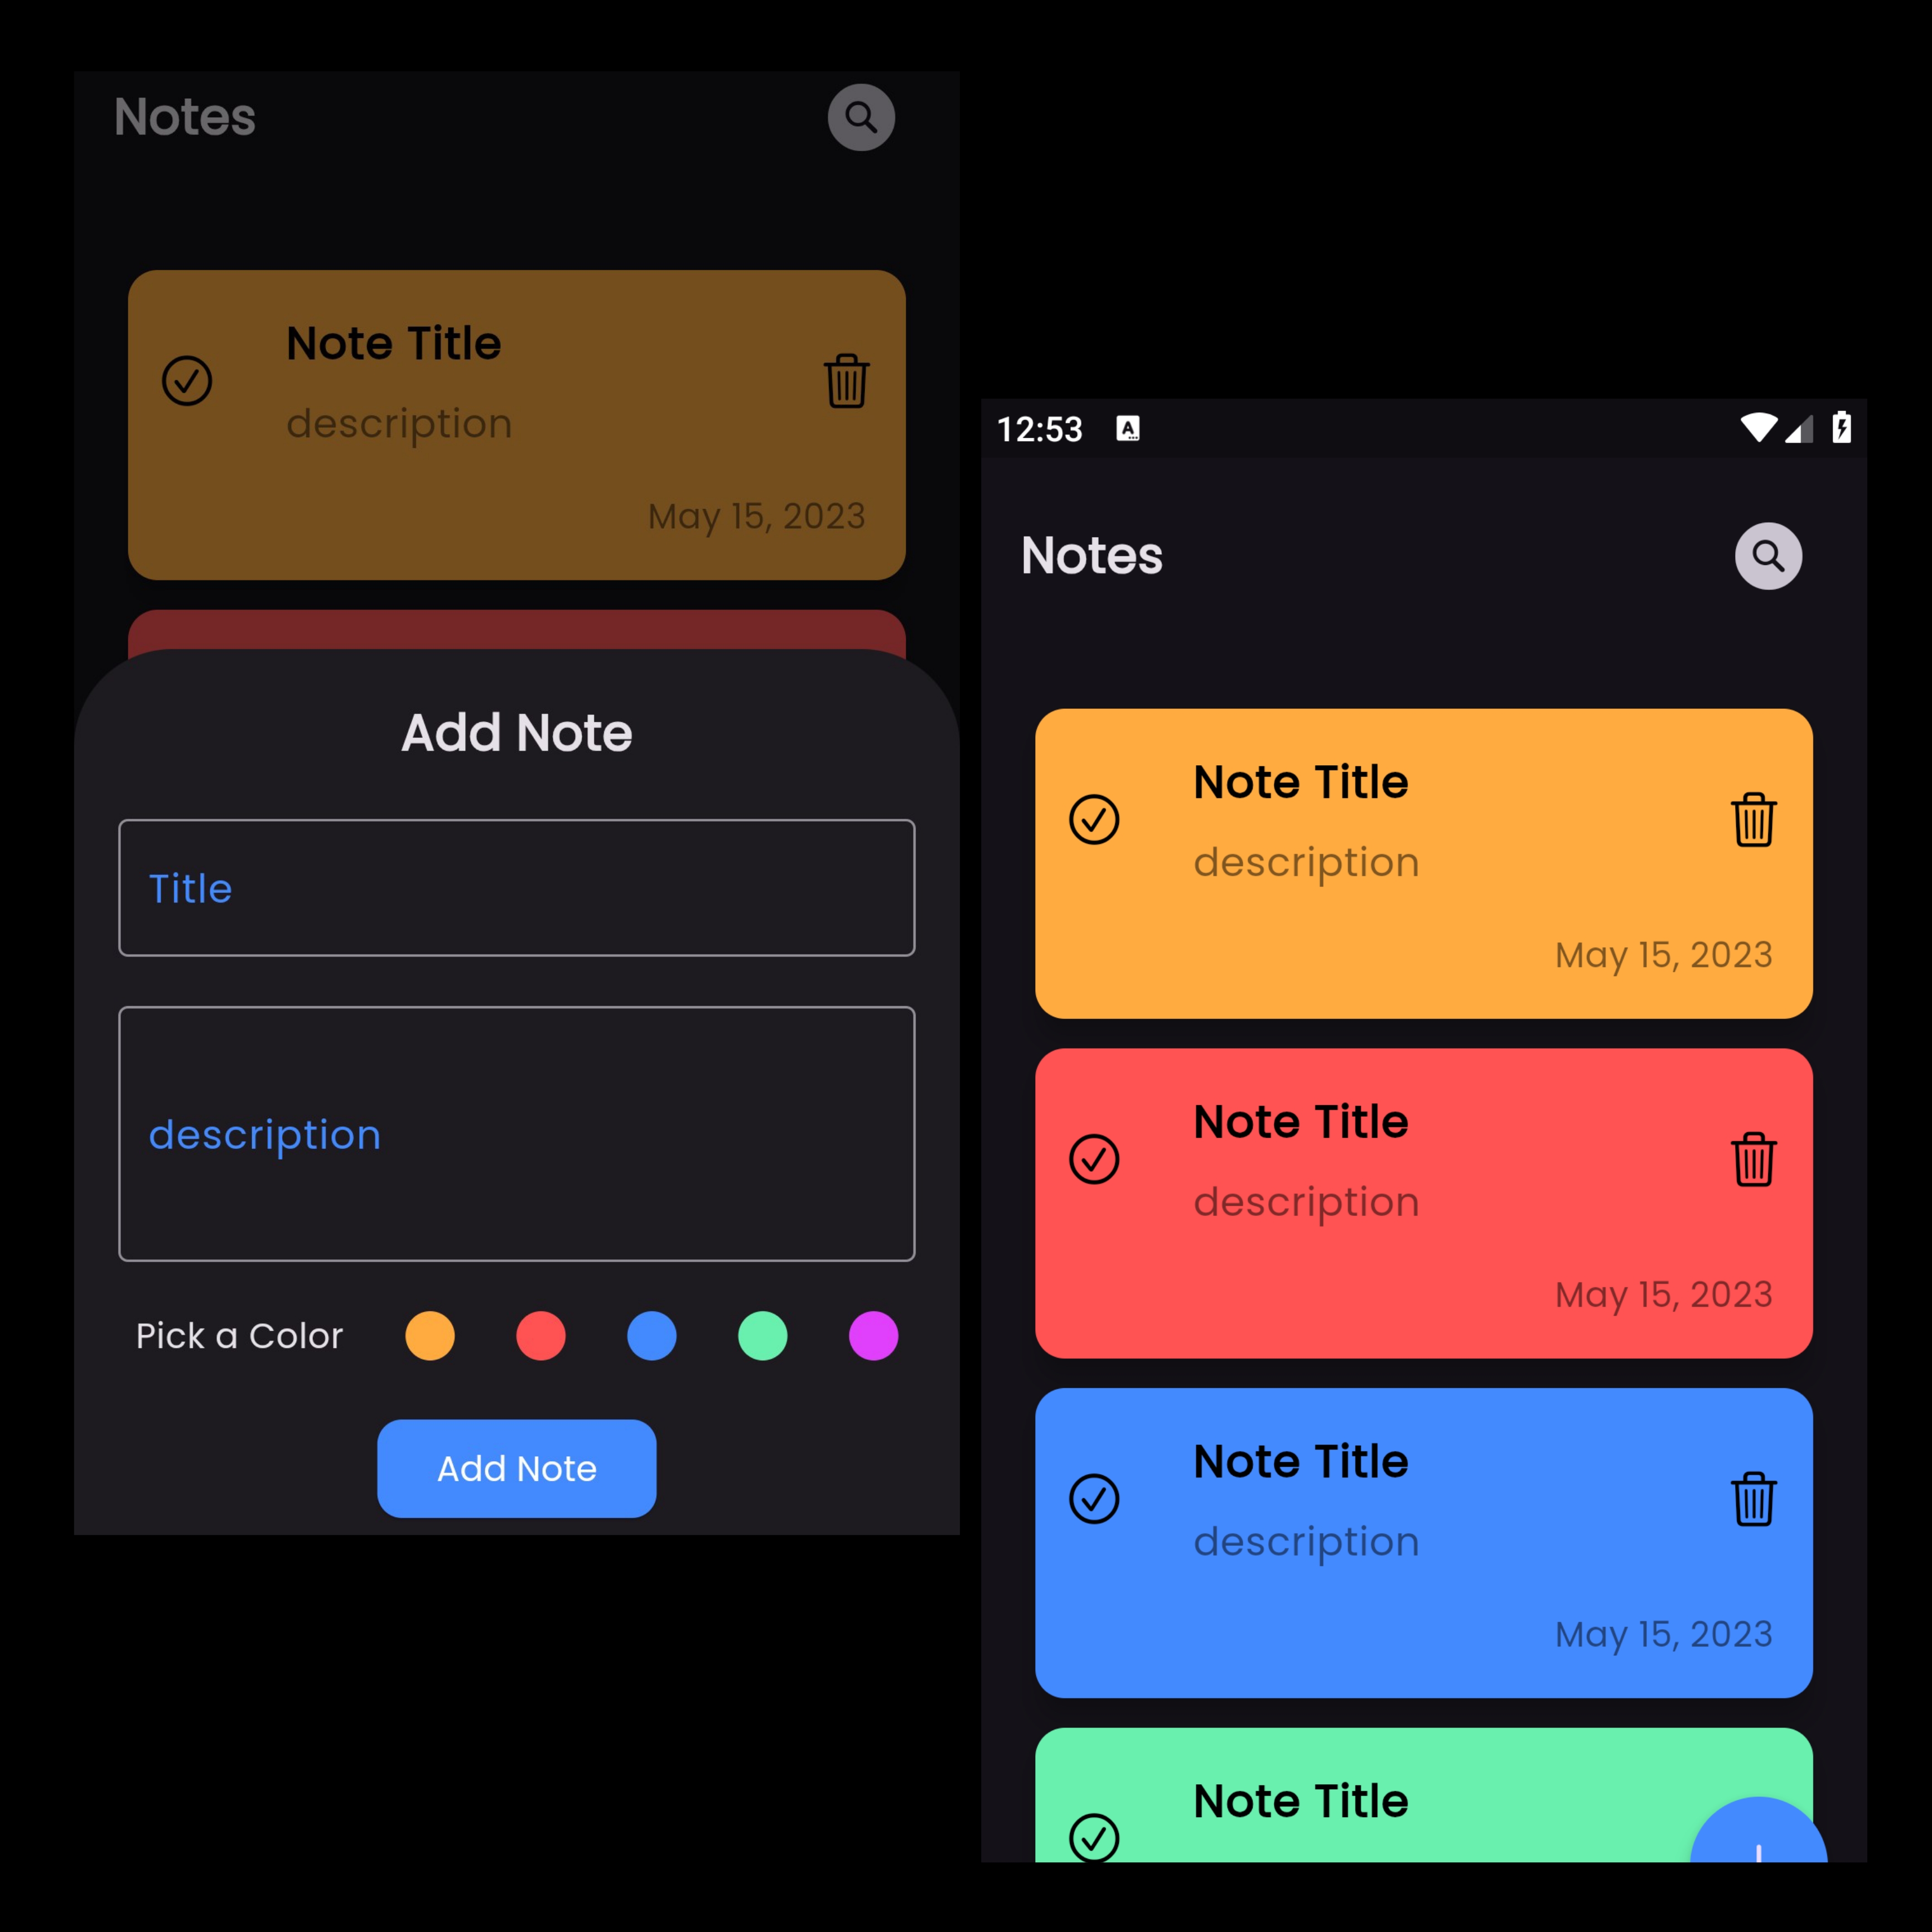 Notes
Note Title
description
May 15, 2023
Add Note
Title
description
Pick a Color
Add Note
12:53
A
Notes
Note Title
description
May 15, 2023
Note Title
description
May 15, 2023
Note Title
description
May 15, 2023
Note Title